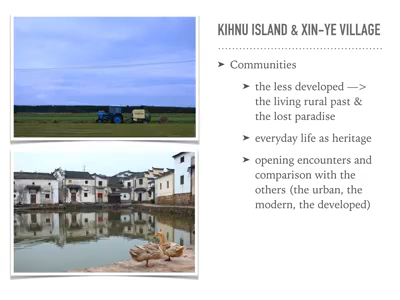 KIHNU ISLAND & XIN-YE VILLAGE
➤ Communities
➤ the less developed —>
the living rural past &
the lost paradise
➤ everyday life as heritage
➤ opening encounters and
comparison with the
others (the urban, the
modern, the developed)